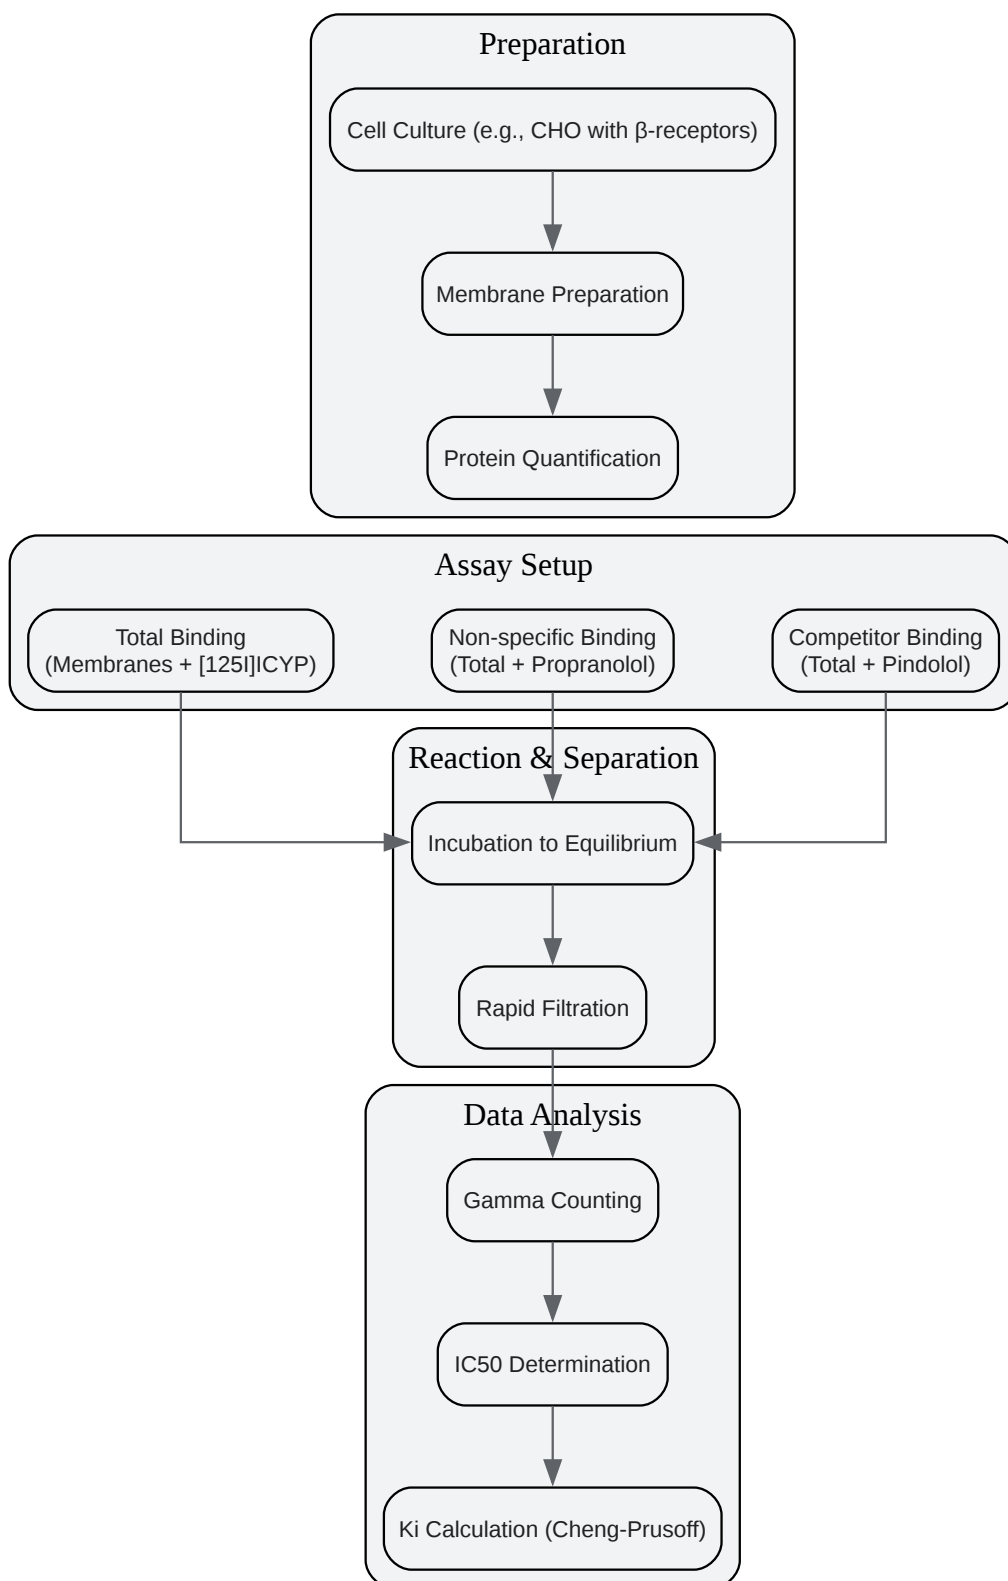 Preparation
Cell Culture (e.g., CHO with β-receptors)
Membrane Preparation
Protein Quantification
Assay Setup
Total Binding
(Membranes + [125I]ICYP)
Non-specific Binding
(Total + Propranolol)
Competitor Binding
(Total + Pindolol)
Reaction & Separation
Incubation to Equilibrium
Rapid Filtration
Data Analysis
Gamma Counting
IC50 Determination
Ki Calculation (Cheng-Prusoff)